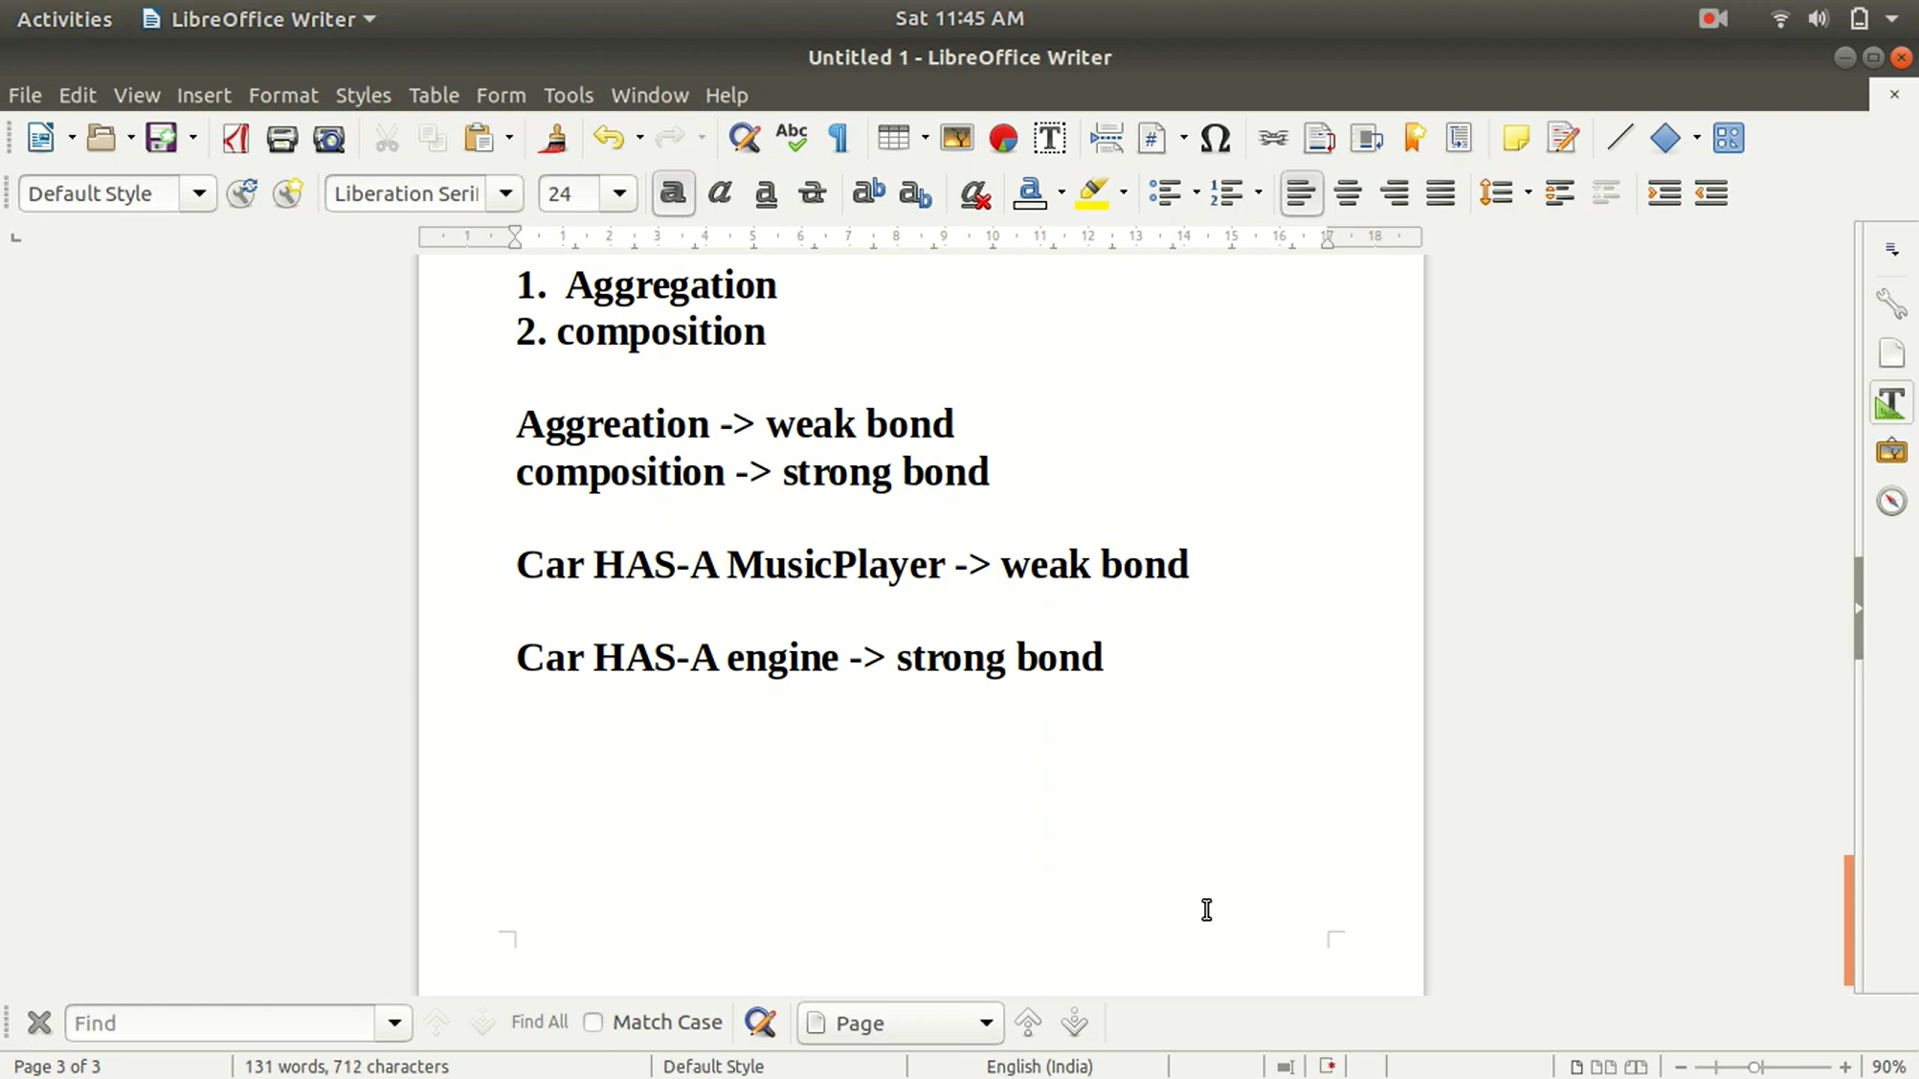 Activities LibreOffice Writer Sat 11:45 AM
Untitled 1 - LibreOffice Writer
File Edit View Insert Format Styles Table Form Tools Window Help
Default Style Liberation Seri 24
1 1 2 3 4 5 6 7 8 9 10 11 12 13 14 15 16 17 18
1. Aggregation
2. composition
Aggreation -> weak bond
composition -> strong bond
Car HAS-A MusicPlayer -> weak bond
Car HAS-A engine -> strong bond
Find Find All Match Case Page
Page 3 of 3 131 words, 712 characters Default Style English (India) 90%